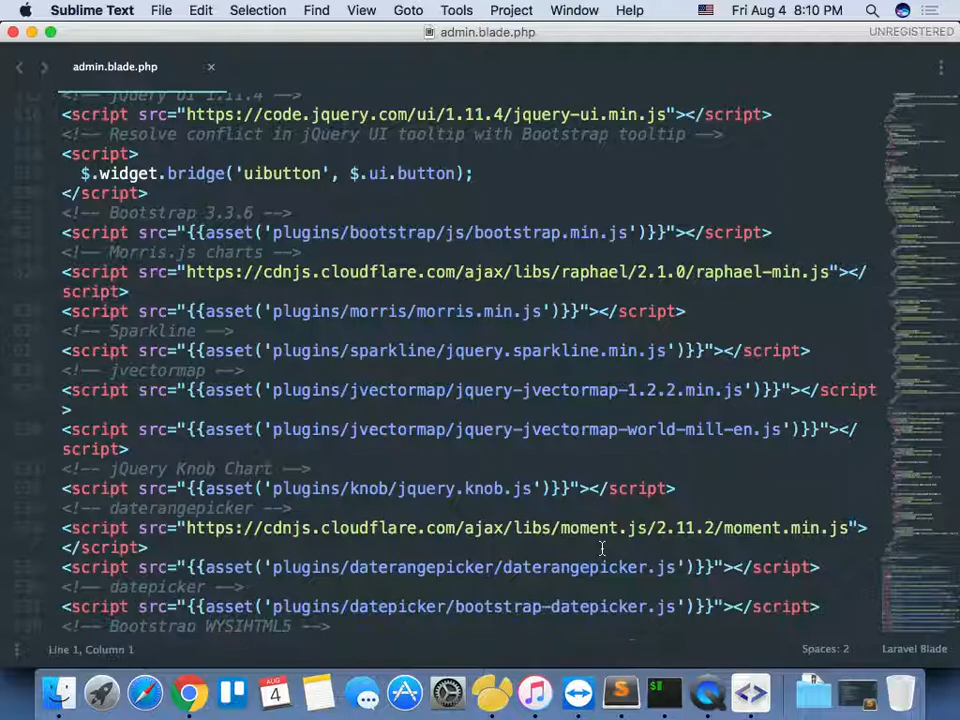 Sublime Text File Edit Selection Find View Goto Tools Project Window Help Fri Aug 4 8:10 PM
admin.blade.php UNREGISTERED
admin.blade.php ×
<!-- jQuery UI 1.11.4 -->
<script src="https://code.jquery.com/ui/1.11.4/jquery-ui.min.js"></script>
<!-- Resolve conflict in jQuery UI tooltip with Bootstrap tooltip -->
<script>
$.widget.bridge('uibutton', $.ui.button);
</script>
<!-- Bootstrap 3.3.6 -->
<script src="{{asset('plugins/bootstrap/js/bootstrap.min.js')}}"></script>
<!-- Morris.js charts -->
<script src="https://cdnjs.cloudflare.com/ajax/libs/raphael/2.1.0/raphael-min.js"></
script>
<script src="{{asset('plugins/morris/morris.min.js')}}"></script>
<!-- Sparkline -->
<script src="{{asset('plugins/sparkline/jquery.sparkline.min.js')}}"></script>
<!-- jvectormap -->
<script src="{{asset('plugins/jvectormap/jquery-jvectormap-1.2.2.min.js')}}"></script
>
<script src="{{asset('plugins/jvectormap/jquery-jvectormap-world-mill-en.js')}}"></
script>
<!-- jQuery Knob Chart -->
<script src="{{asset('plugins/knob/jquery.knob.js')}}"></script>
<!-- daterangepicker -->
<script src="https://cdnjs.cloudflare.com/ajax/libs/moment.js/2.11.2/moment.min.js">
</script>
<script src="{{asset('plugins/daterangepicker/daterangepicker.js')}}"></script>
<!-- datepicker -->
<script src="{{asset('plugins/datepicker/bootstrap-datepicker.js')}}"></script>
<!-- Bootstrap WYSIHTML5 -->
Line 1, Column 1 Spaces: 2 Laravel Blade
AUG
4